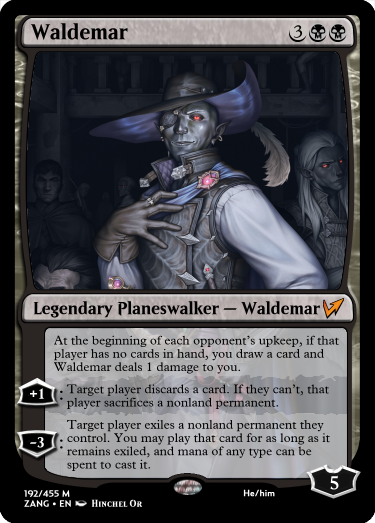 Waldemar 3
Legendary Planeswalker — Waldemar
At the beginning of each opponent's upkeep, if that
player has no cards in hand, you draw a card and
Waldemar deals 1 damage to you.
+1 : Target player discards a card. If they can't, that
player sacrifices a nonland permanent.
Target player exiles a nonland permanent they
-3 : control. You may play that card for as long as it
remains exiled, and mana of any type can be
spent to cast it.
5
192/455 M He/him
ZANG • EN Hinchel Or